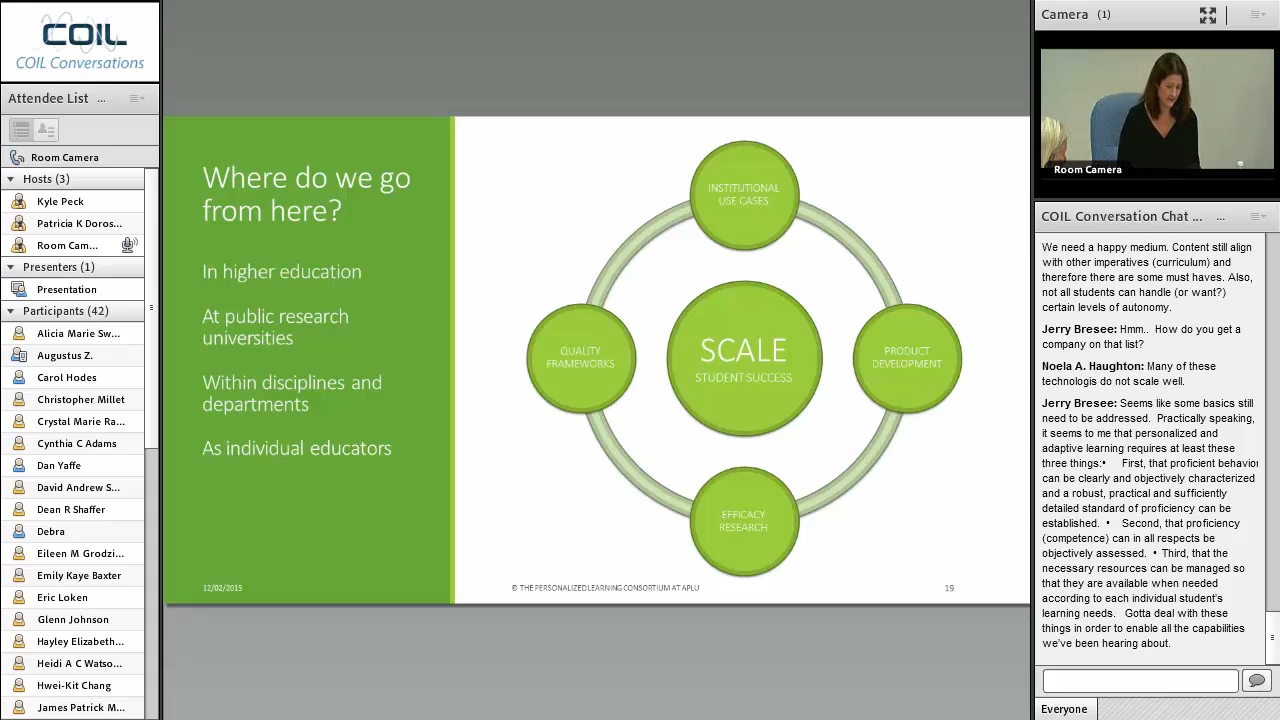 COIL
COIL Conversations
Attendee List ...
Room Camera
Hosts (3)
Kyle Peck
Patricia K Doros...
Room Cam...
Presenters (1)
Presentation
Participants (42)
Alicia Marie Sw...
Augustus Z.
Carol Hodes
Christopher Millet
Crystal Marie Ra...
Cynthia C Adams
Dan Yaffe
David Andrew S...
Dean R Shaffer
Debra
Eileen M Grodzi...
Emily Kaye Baxter
Eric Loken
Glenn Johnson
Hayley Elizabeth...
Heidi A C Watso...
Hwei-Kit Chang
James Patrick M...
Where do we go
from here?
In higher education
At public research
universities
Within disciplines and
departments
As individual educators
12/02/2015
INSTITUTIONAL
USE CASES
QUALITY
FRAMEWORKS
SCALE
STUDENT SUCCESS
PRODUCT
DEVELOPMENT
EFFICACY
RESEARCH
© THE PERSONALIZED LEARNING CONSORTIUM AT APLU
19
Camera (1)
Room Camera
COIL Conversation Chat ...
We need a happy medium. Content still align
with other imperatives (curriculum) and
therefore there are some must haves. Also,
not all students can handle (or want?)
certain levels of autonomy.
Jerry Bresee: Hmm.. How do you get a
company on that list?
Noela A. Haughton: Many of these
technologis do not scale well.
Jerry Bresee: Seems like some basics still
need to be addressed. Practically speaking,
it seems to me that personalized and
adaptive learning requires at least these
three things:• First, that proficient behavior
can be clearly and objectively characterized
and a robust, practical and sufficiently
detailed standard of proficiency can be
established. • Second, that proficiency
(competence) can in all respects be
objectively assessed. • Third, that the
necessary resources can be managed so
that they are available when needed
according to each individual student's
learning needs. Gotta deal with these
things in order to enable all the capabilities
we've been hearing about.
Everyone